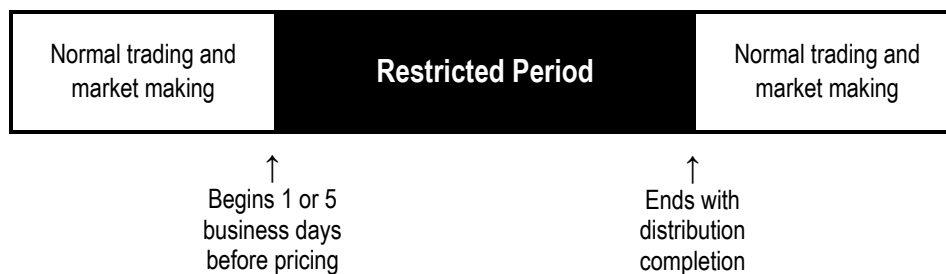 Normal trading and
market making
Restricted Period
Normal trading and
market making
↑
Begins 1 or 5
business days
before pricing
↑
Ends with
distribution
completion